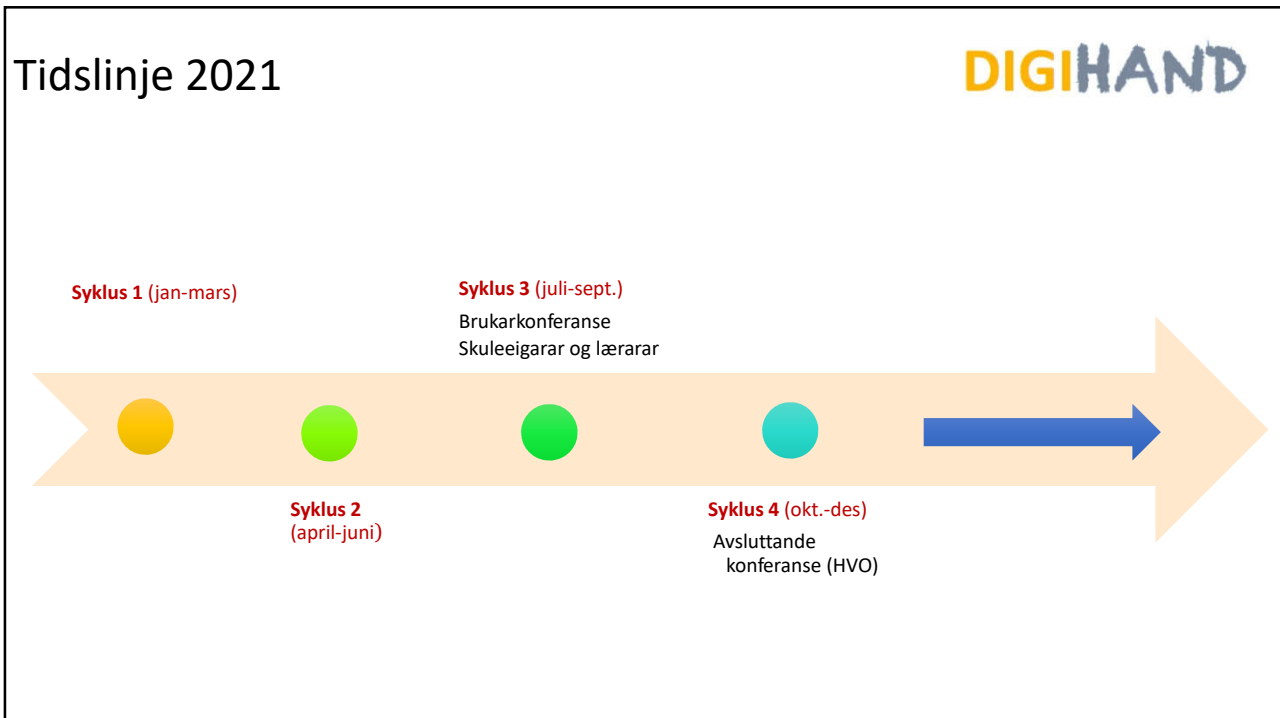 Tidslinje 2021
DIGIHAND
Syklus 1 (jan-mars)
Syklus 2
(april-juni)
Syklus 3 (juli-sept.)
Brukarkonferanse
Skuleeigarar og lærarar
Syklus 4 (okt.-des)
Avsluttande
konferanse (HVO)